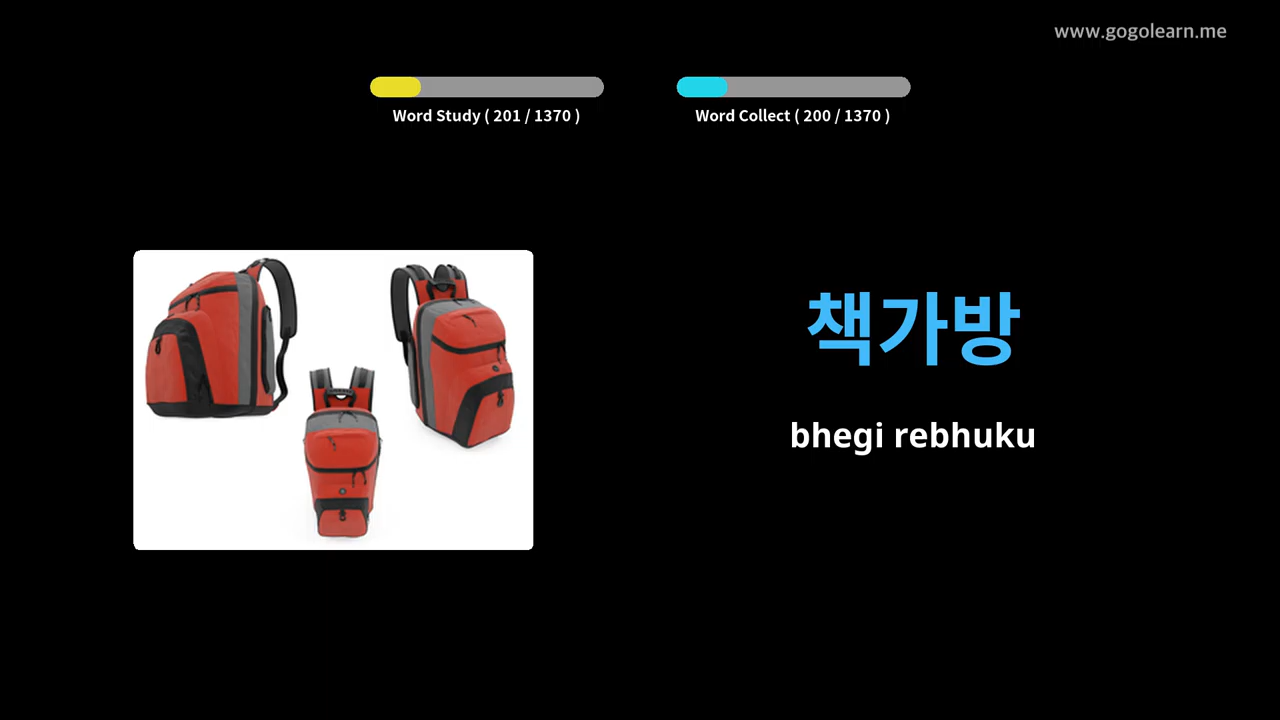 www.gogolearn.me
Word Study ( 201 / 1370 )
Word Collect ( 200 / 1370 )
책가방
bhegi rebhuku